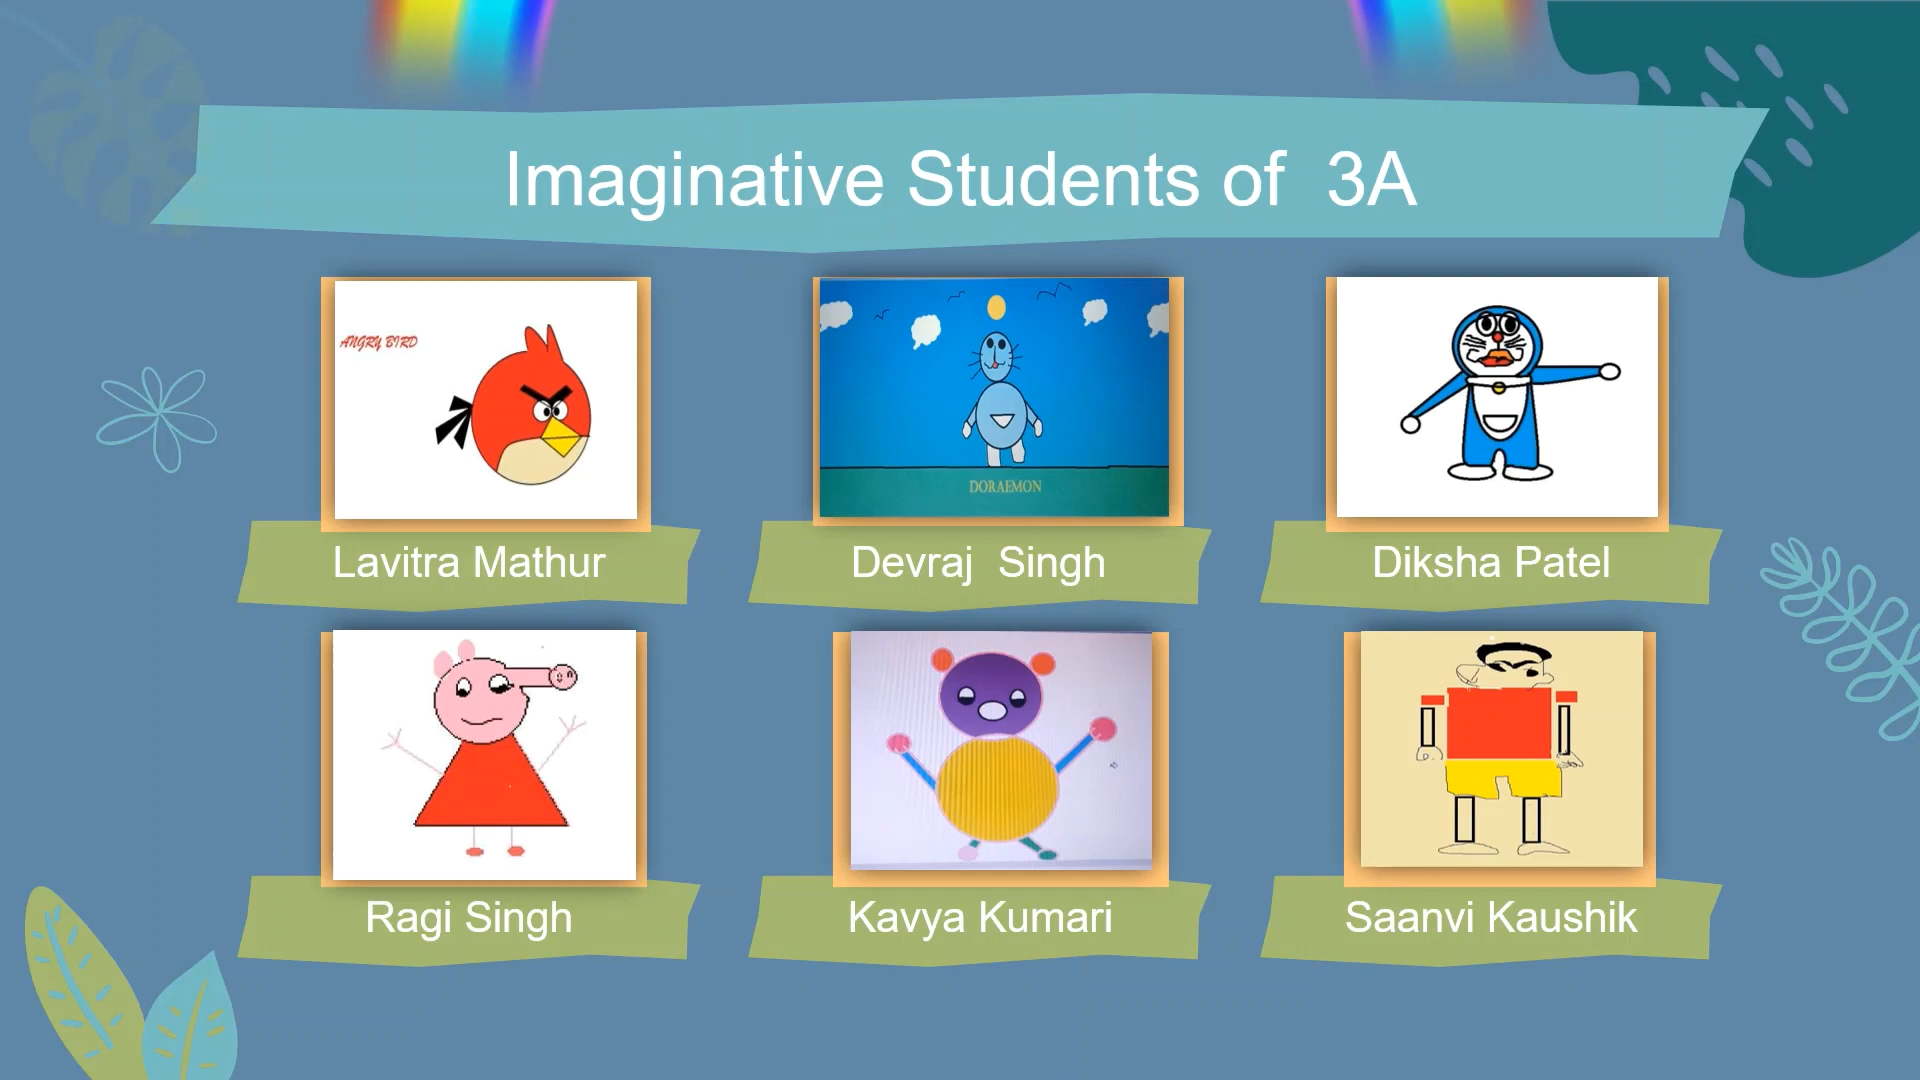 Imaginative Students of  3A
ANGRY BIRD
DORAEMON
Lavitra Mathur
Devraj  Singh
Diksha Patel
Ragi Singh
Kavya Kumari
Saanvi Kaushik